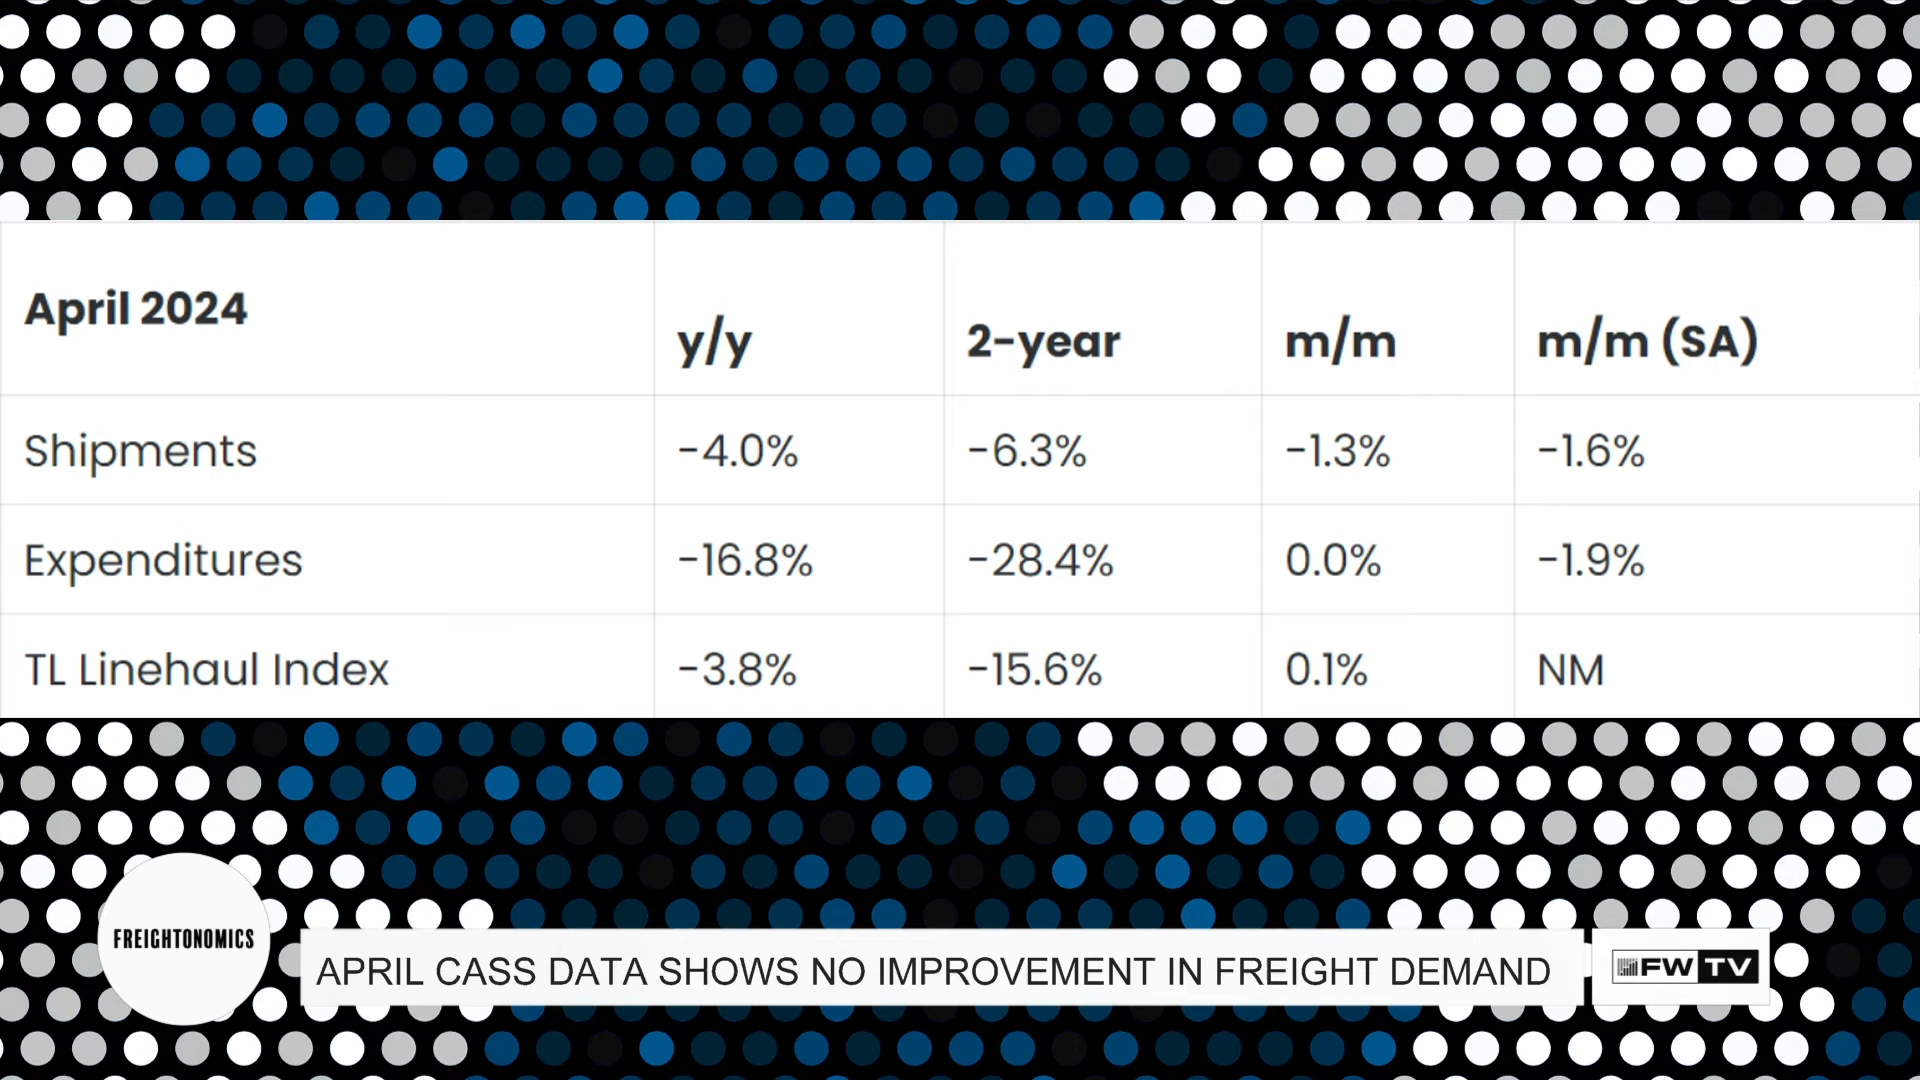 April 2024 y/y 2-year m/m m/m (SA)
Shipments -4.0% -6.3% -1.3% -1.6%
Expenditures -16.8% -28.4% 0.0% -1.9%
TL Linehaul Index -3.8% -15.6% 0.1% NM
FREIGHTONOMICS
APRIL CASS DATA SHOWS NO IMPROVEMENT IN FREIGHT DEMAND
FW TV